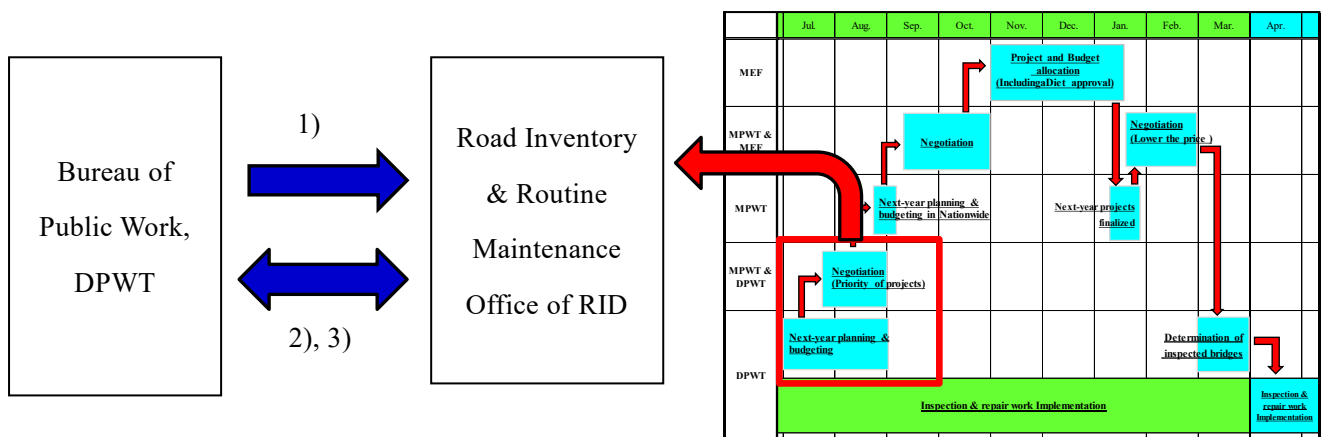 Bureau of
Public Work,
DPWT
1)
2), 3)
Road Inventory
& Routine
Maintenance
Office of RID
Jul. Aug. Sep. Oct. Nov. Dec. Jan. Feb. Mar. Apr.
MEF
Project and Budget
allocation
(IncludingaDiet approval)
MPWT &
MEF
Negotiation
Negotiation
(Lower the price )
MPWT
Next-year planning &
budgeting in Nationwide
Next-year projects
finalized
MPWT &
DPWT
Negotiation
(Priority of projects)
DPWT
Next-year planning &
budgeting
Determination of
inspected bridges
Inspection & repair work Implementation
Inspection &
repair work
Implementation